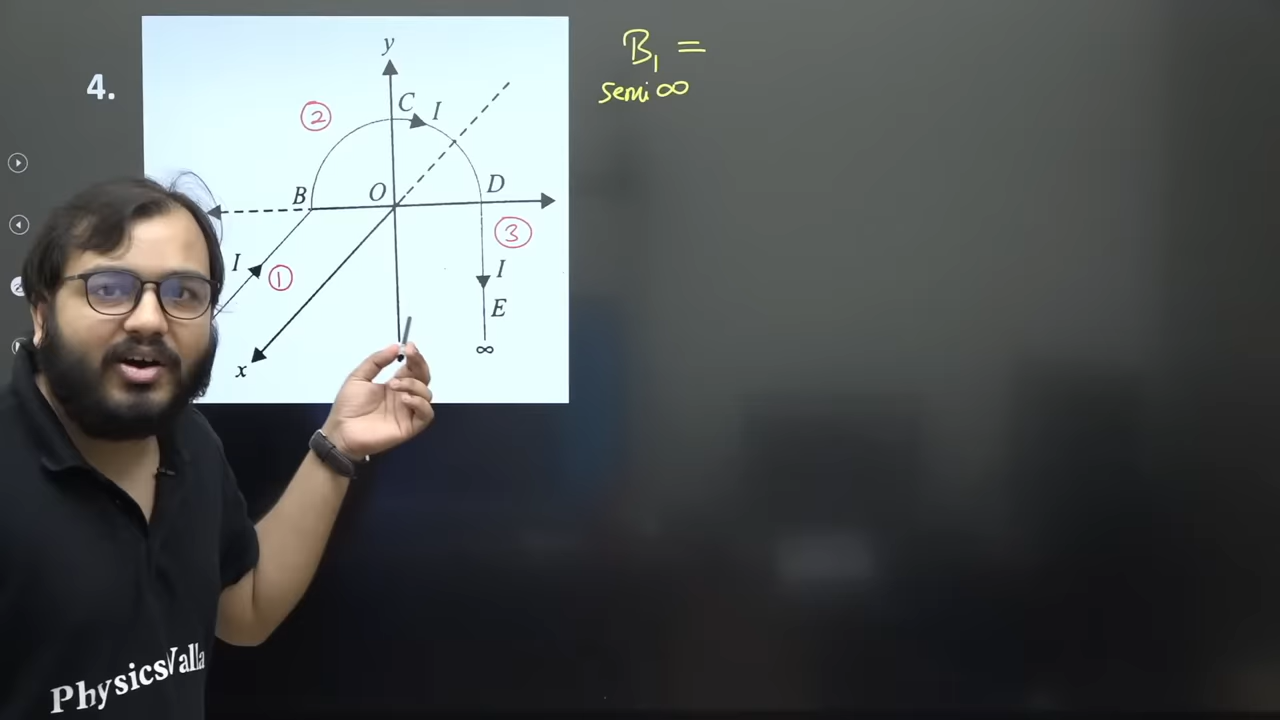 4.
y
C
I
②
B
O
D
③
I
①
I
E
∞
x
B₁ =
semi ∞
PhysicsWalla